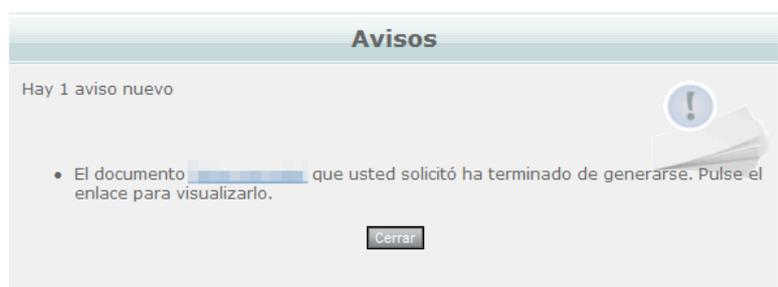 Avisos
Hay 1 aviso nuevo
• El documento que usted solicitó ha terminado de generarse. Pulse el
enlace para visualizarlo.
Cerrar